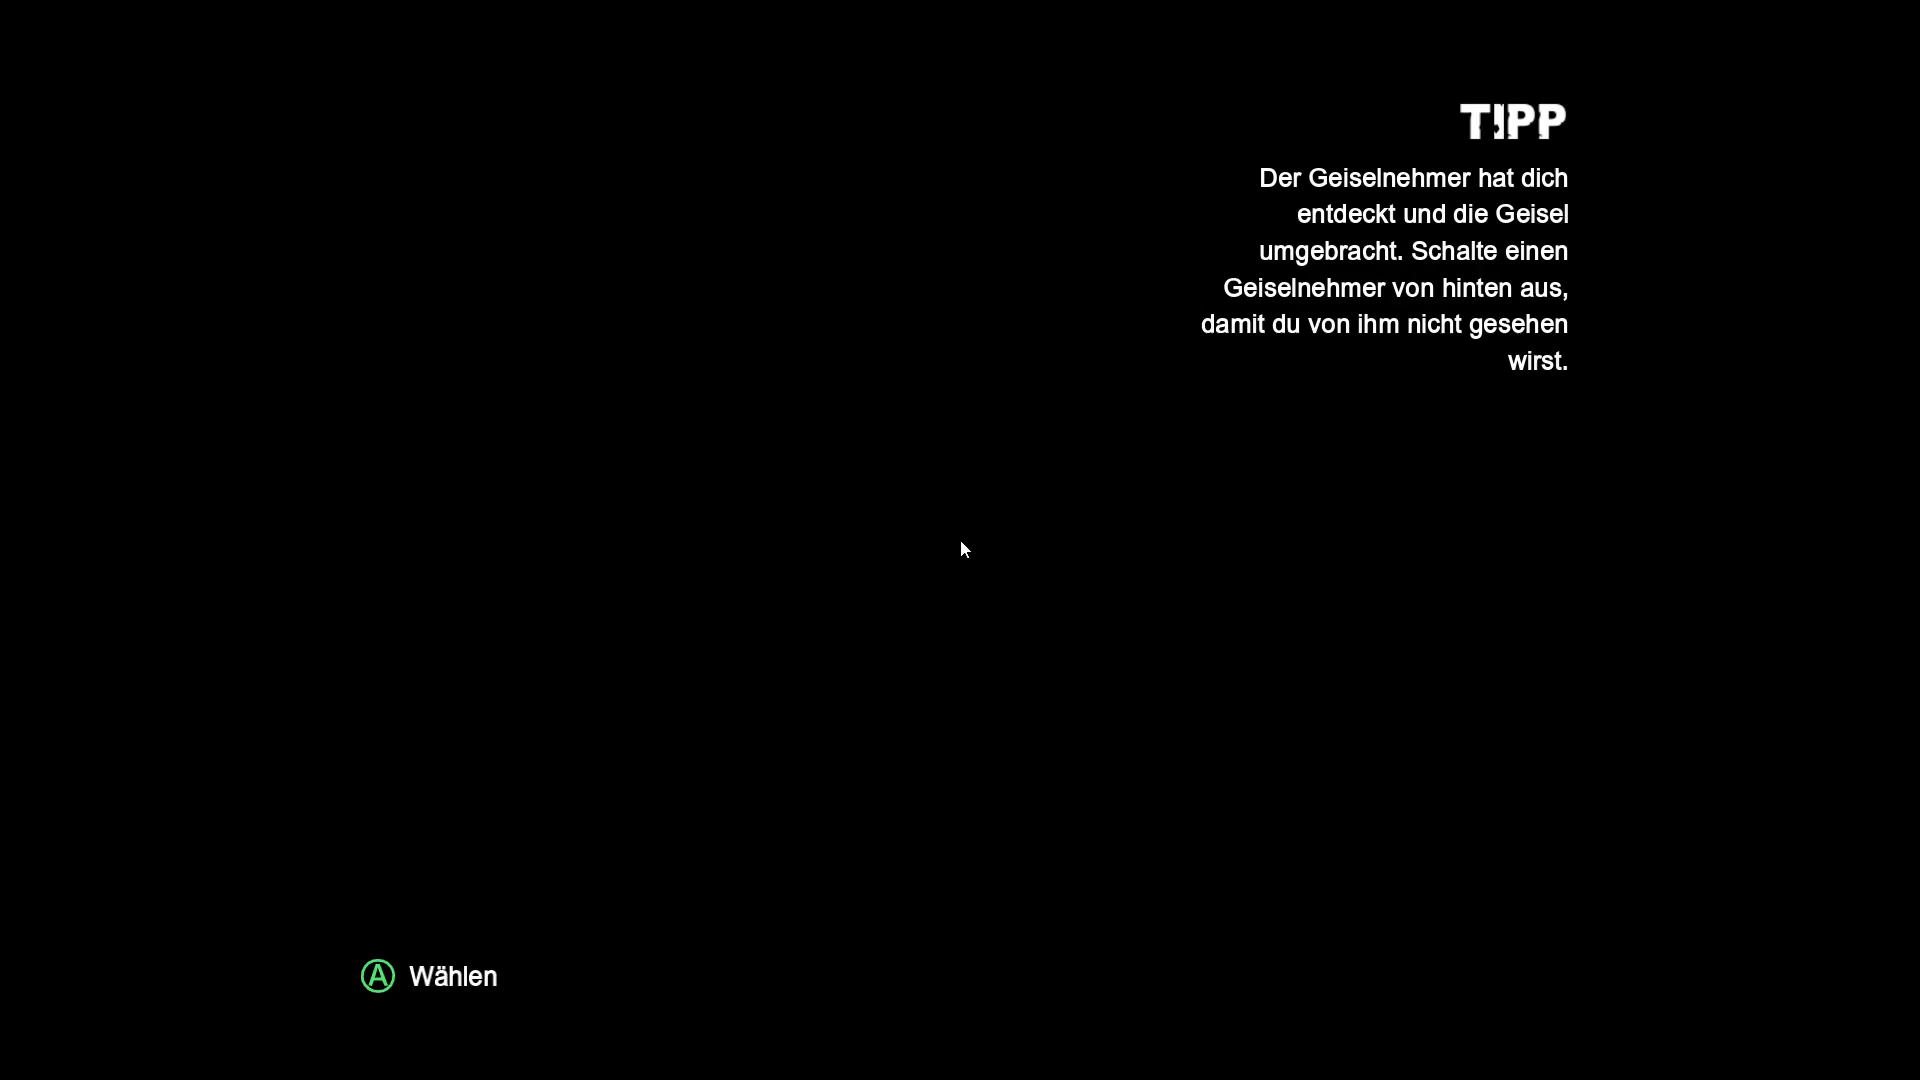 TIPP
Der Geiselnehmer hat dich
entdeckt und die Geisel
umgebracht. Schalte einen
Geiselnehmer von hinten aus,
damit du von ihm nicht gesehen
wirst.
A Wählen